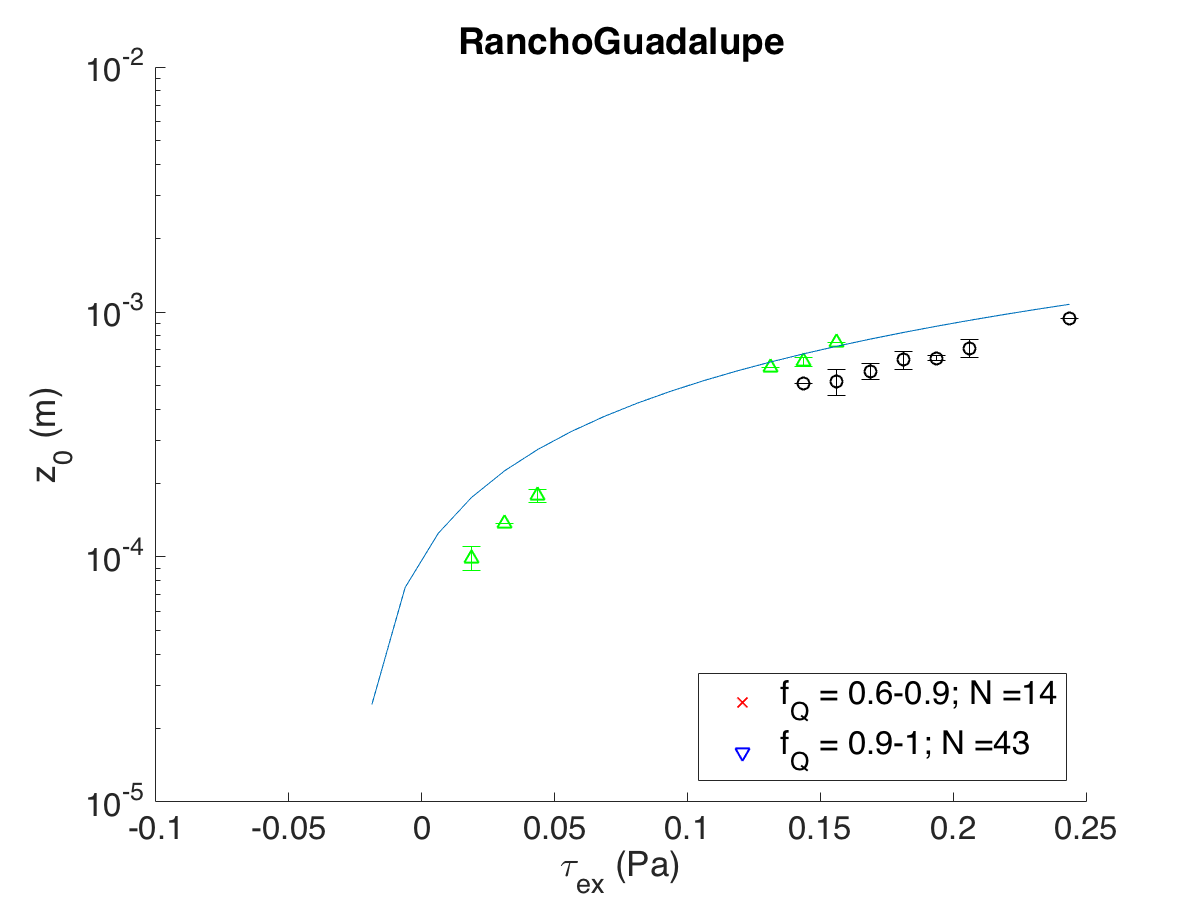 RanchoGuadalupe
10^-2
10^-3
10^-4
10^-5
z_0 (m)
-0.1 -0.05 0 0.05 0.1 0.15 0.2 0.25
τ_ex (Pa)
f_Q = 0.6-0.9; N =14
f_Q = 0.9-1; N =43